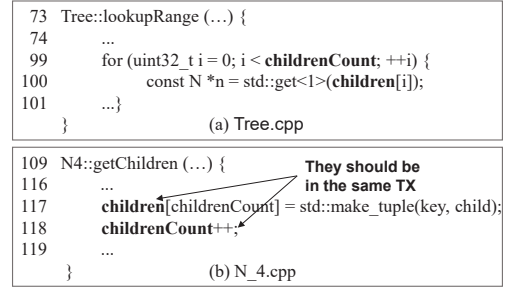 73 Tree::lookupRange (…) {
74 ...
99 for (uint32_t i = 0; i < childrenCount; ++i) {
100 const N *n = std::get<1>(children[i]);
101 ...}
} (a) Tree.cpp
109 N4::getChildren (…) {
They should be
116 ...
in the same TX
117 children[childrenCount] = std::make_tuple(key, child);
118 childrenCount++;
119 ...
} (b) N_4.cpp